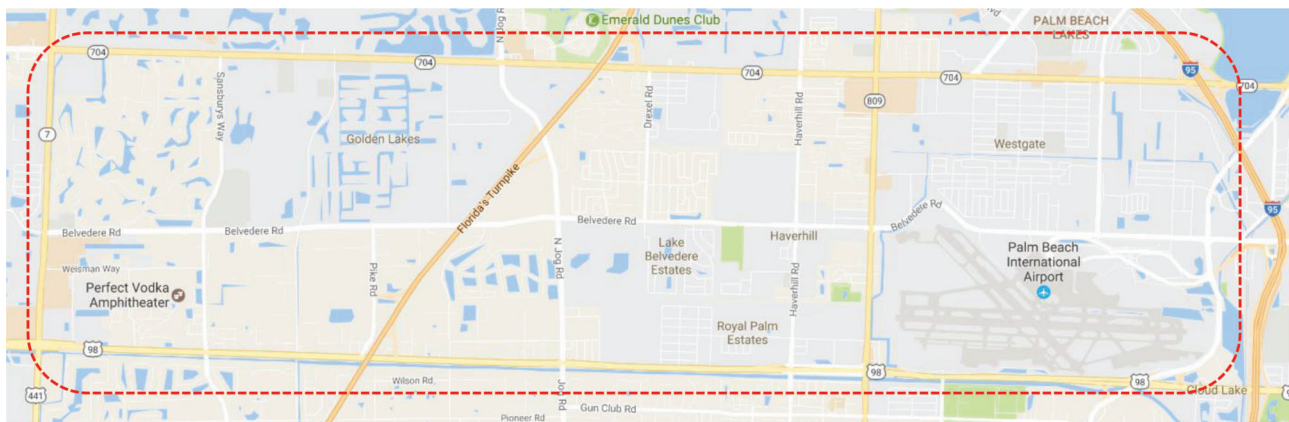 Emerald Dunes Club
PALM BEACH
LAKES
N Jog Rd
704
704
704
704
704
95
Sansburys Way
Drexel Rd
Haverhill Rd
809
7
Golden Lakes
Westgate
Florida's Turnpike
Belvedere Rd
Belvedere Rd
Belvedere Rd
Belvedere Rd
95
Haverhill
Lake
Belvedere
Estates
N Jog Rd
Palm Beach
International
Airport
Weisman Way
Pike Rd
Haverhill Rd
Perfect Vodka
Amphitheater
Royal Palm
Estates
98
98
98
Wilson Rd
Jog Rd
Cloud Lake
441
Gun Club Rd
Pioneer Rd